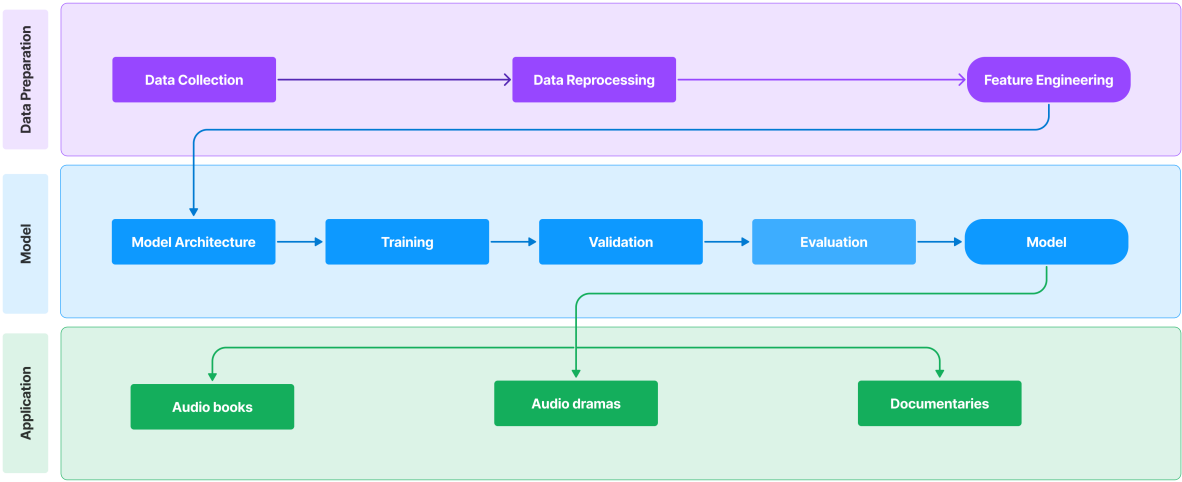 Data Preparation
Data Collection
Data Reprocessing
Feature Engineering
Model
Model Architecture
Training
Validation
Evaluation
Model
Application
Audio books
Audio dramas
Documentaries